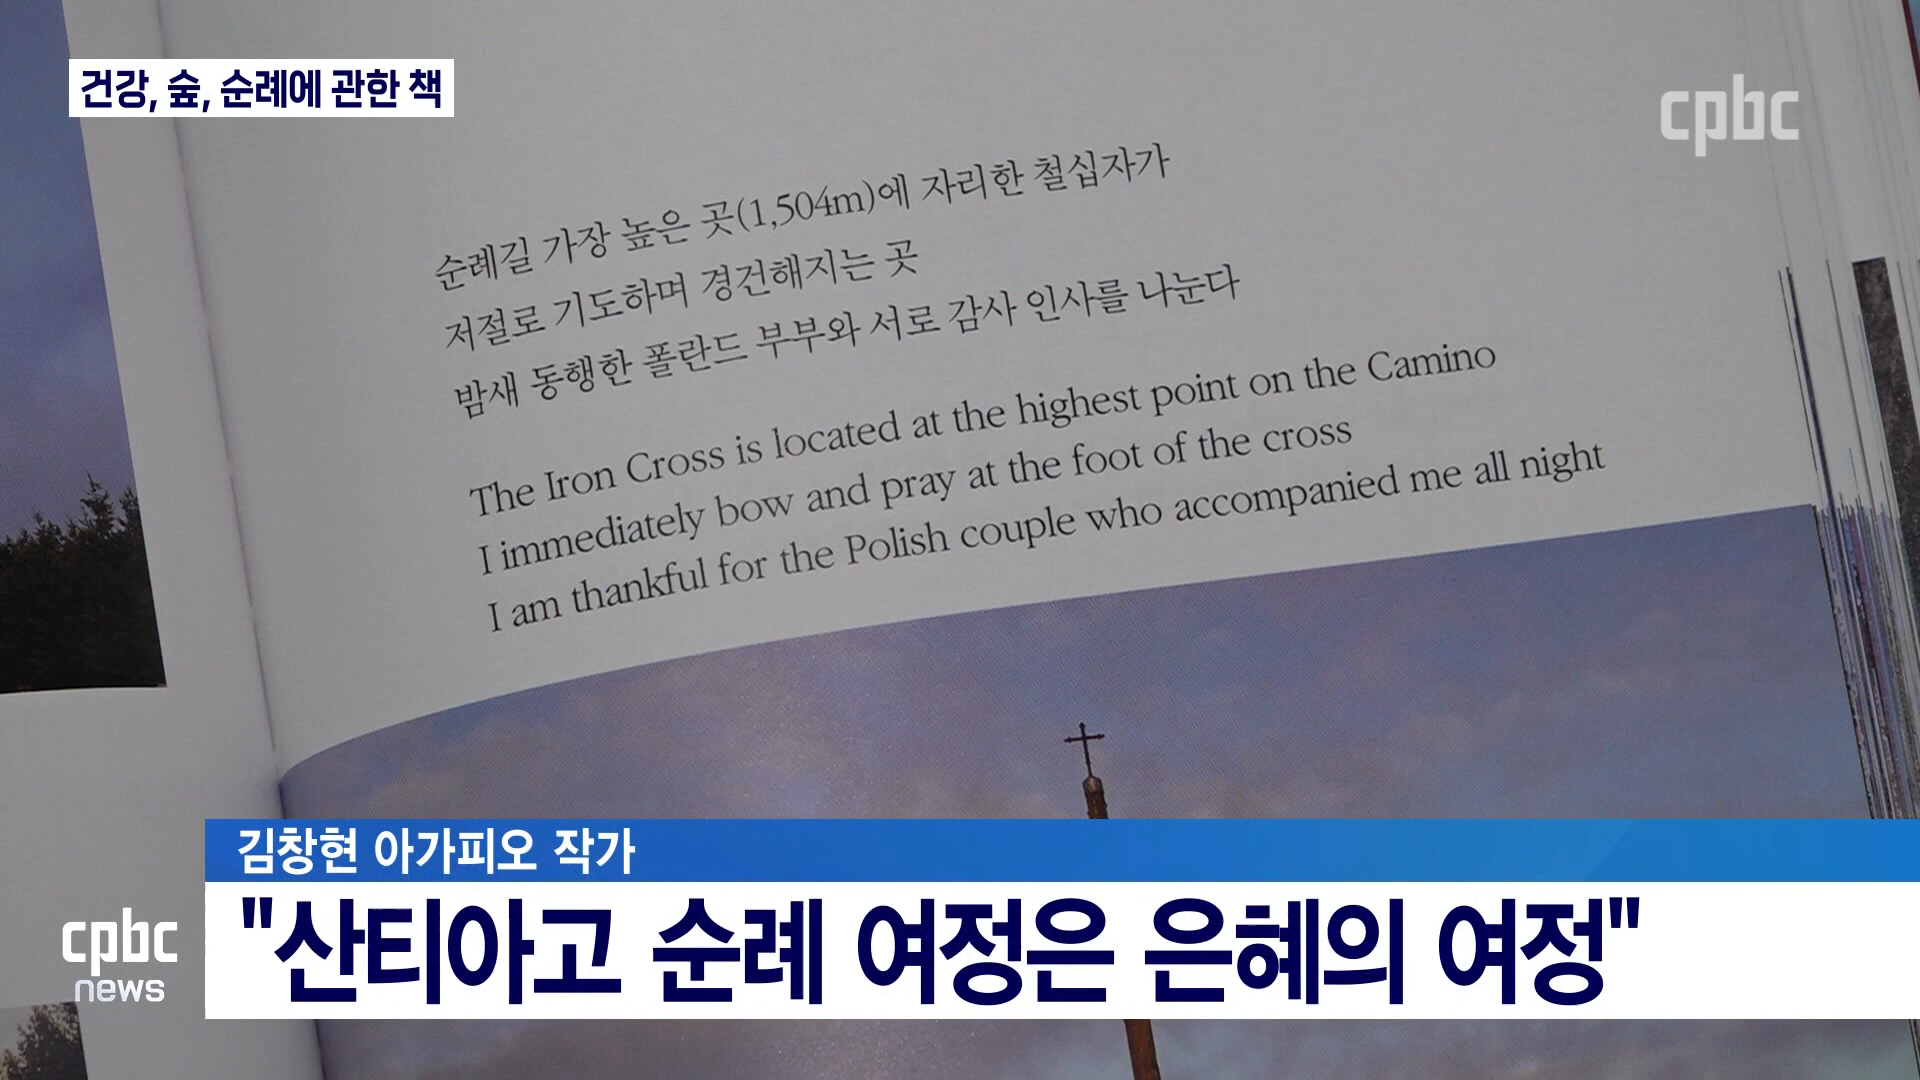 건강, 숲, 순례에 관한 책
cpbc
순례길 가장 높은 곳(1,504m)에 자리한 철십자가
저절로 기도하며 경건해지는 곳
밤새 동행한 폴란드 부부와 서로 감사 인사를 나눈다
The Iron Cross is located at the highest point on the Camino
I immediately bow and pray at the foot of the cross
I am thankful for the Polish couple who accompanied me all night
김창현 아가피오 작가
"산티아고 순례 여정은 은혜의 여정"
cpbc
news